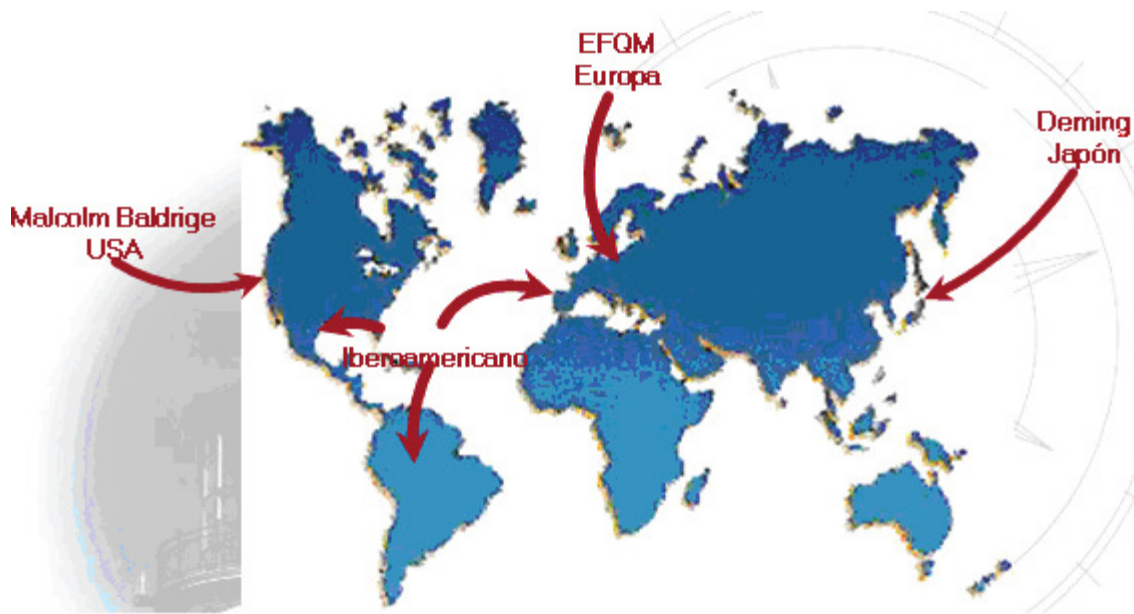 EFQM
Europa
Deming
Japón
Malcolm Baldrige
USA
Iberoamericano